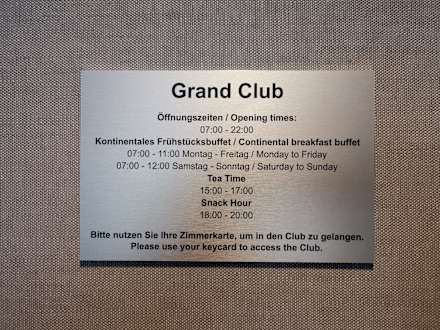 Grand Club
Öffnungszeiten / Opening times:
07:00 - 22:00
Kontinentales Frühstücksbuffet / Continental breakfast buffet
07:00 - 11:00 Montag - Freitag / Monday to Friday
07:00 - 12:00 Samstag - Sonntag / Saturday to Sunday
Tea Time
15:00 - 17:00
Snack Hour
18:00 - 20:00
Bitte nutzen Sie Ihre Zimmerkarte, um in den Club zu gelangen.
Please use your keycard to access the Club.